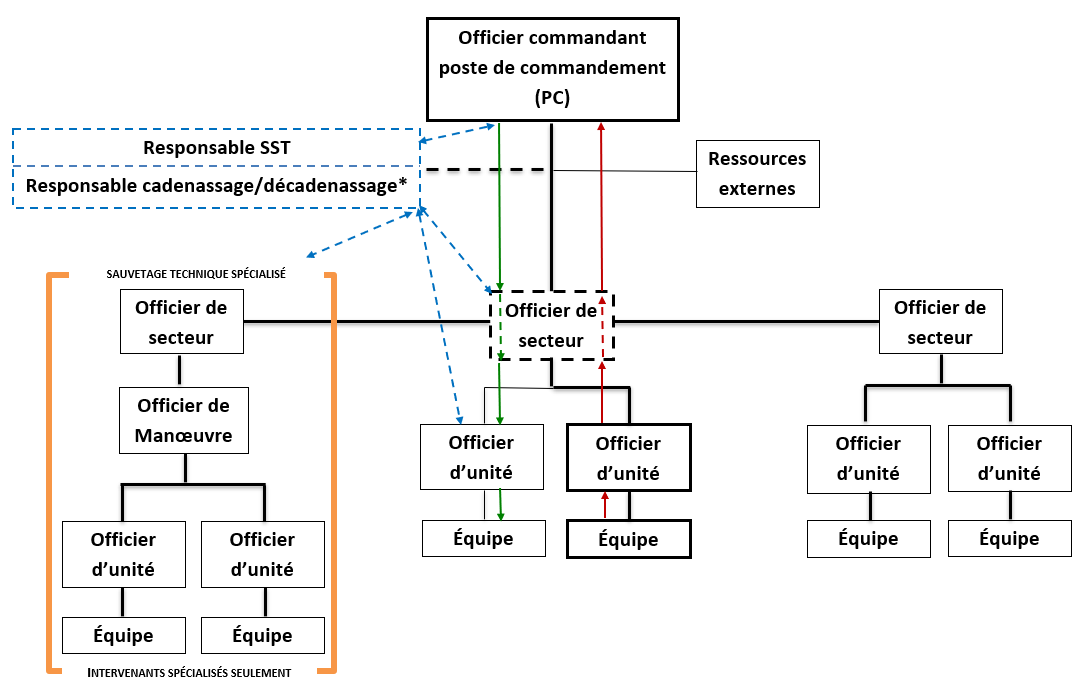 Officier commandant
poste de commandement
(PC)
Responsable SST
Responsable cadenassage/décadenassage*
Ressources
externes
SAUVETAGE TECHNIQUE SPÉCIALISÉ
Officier de
secteur
Officier de
secteur
Officier de
secteur
Officier de
Manœuvre
Officier
d’unité
Officier
d’unité
Officier
d’unité
Officier
d’unité
Équipe
Équipe
Équipe
Équipe
Officier
d’unité
Officier
d’unité
Équipe
Équipe
INTERVENANTS SPÉCIALISÉS SEULEMENT